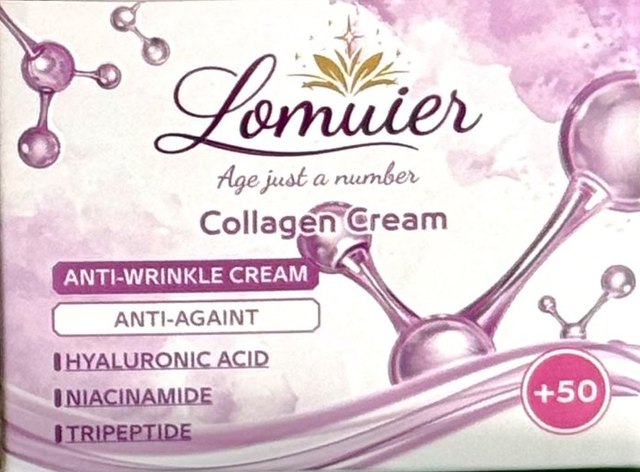 Lomuier
Age just a number
Collagen Cream
ANTI-WRINKLE CREAM
ANTI-AGAINT
HYALURONIC ACID
NIACINAMIDE
TRIPEPTIDE
+50